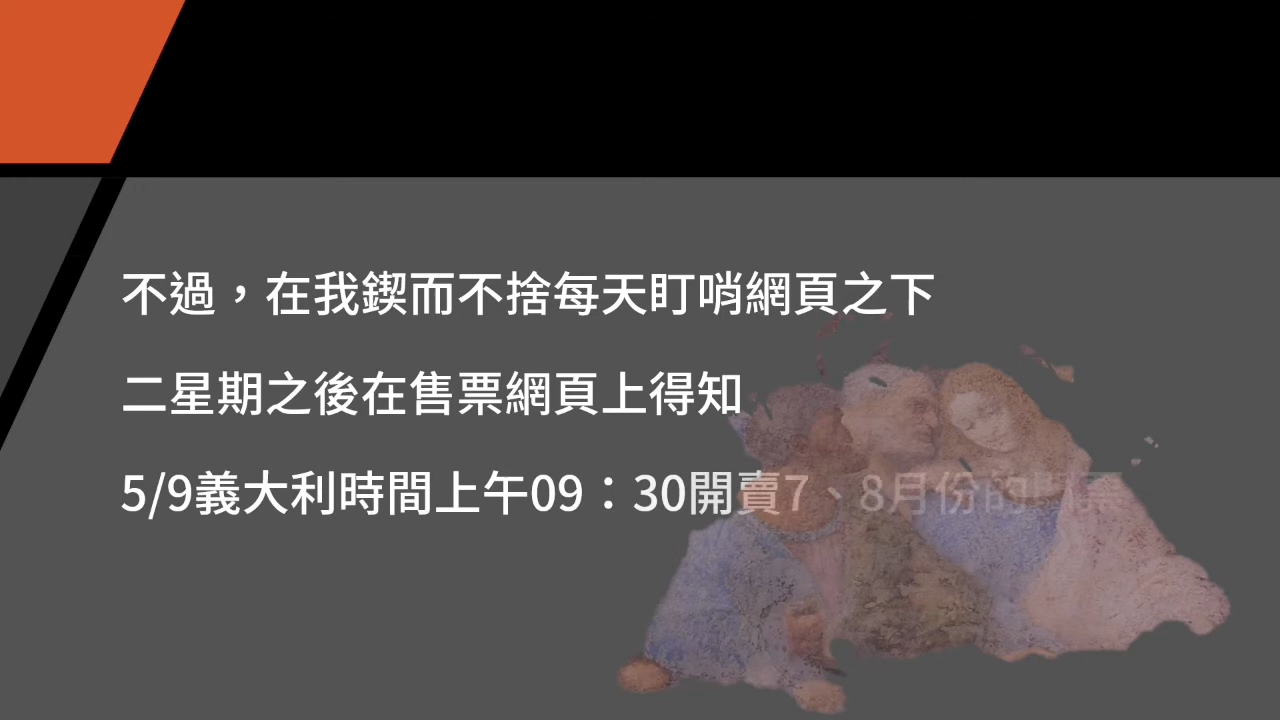 不過，在我鍥而不捨每天盯哨網頁之下
二星期之後在售票網頁上得知
5/9義大利時間上午09：30開賣7、8月份的